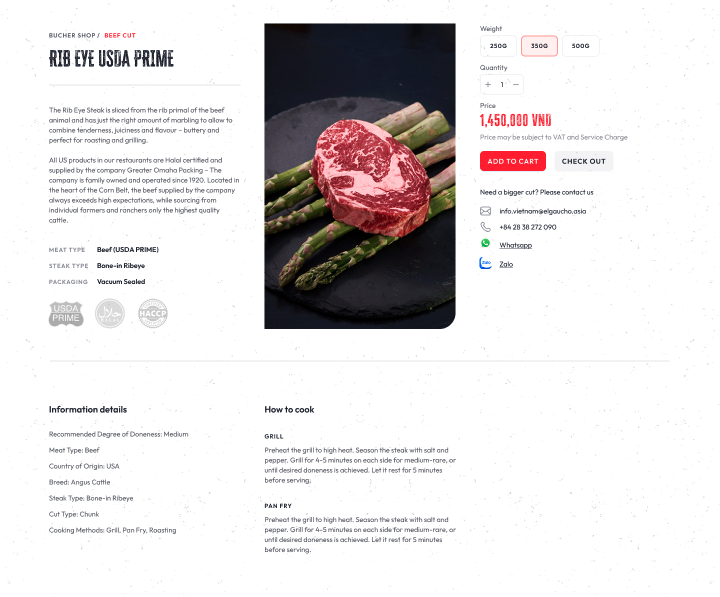 BUCHER SHOP / BEEF CUT
RIB EYE USDA PRIME
The Rib Eye Steak is sliced from the rib primal of the beef
animal and has just the right amount of marbling to allow to
combine tenderness, juiciness and flavour – buttery and
perfect for roasting and grilling.
All US products in our restaurants are Halal certified and
supplied by the company Greater Omaha Packing – The
company is family owned and operated since 1920. Located in
the heart of the Corn Belt, the beef supplied by the company
always exceeds high expectations, while sourcing from
individual farmers and ranchers only the highest quality
cattle.
MEAT TYPE Beef (USDA PRIME)
STEAK TYPE Bone-in Ribeye
PACKAGING Vacuum Sealed
USDA
PRIME
حلال
HACCP
Weight
250G 350G 500G
Quantity
+ 1 −
Price
1,450,000 VND
Price may be subject to VAT and Service Charge
ADD TO CART CHECK OUT
Need a bigger cut? Please contact us
info.vietnam@elgaucho.asia
+84 28 38 272 090
Whatsapp
Zalo
Zalo
Information details
Recommended Degree of Doneness: Medium
Meat Type: Beef
Country of Origin: USA
Breed: Angus Cattle
Steak Type: Bone-in Ribeye
Cut Type: Chunk
Cooking Methods: Grill, Pan Fry, Roasting
How to cook
GRILL
Preheat the grill to high heat. Season the steak with salt and
pepper. Grill for 4-5 minutes on each side for medium-rare, or
until desired doneness is achieved. Let it rest for 5 minutes
before serving.
PAN FRY
Preheat the grill to high heat. Season the steak with salt and
pepper. Grill for 4-5 minutes on each side for medium-rare, or
until desired doneness is achieved. Let it rest for 5 minutes
before serving.